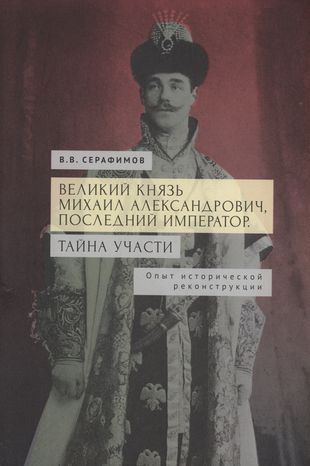 В.В. СЕРАФИМОВ
ВЕЛИКИЙ КНЯЗЬ
МИХАИЛ АЛЕКСАНДРОВИЧ,
ПОСЛЕДНИЙ ИМПЕРАТОР.
ТАЙНА УЧАСТИ
Опыт исторической
реконструкции